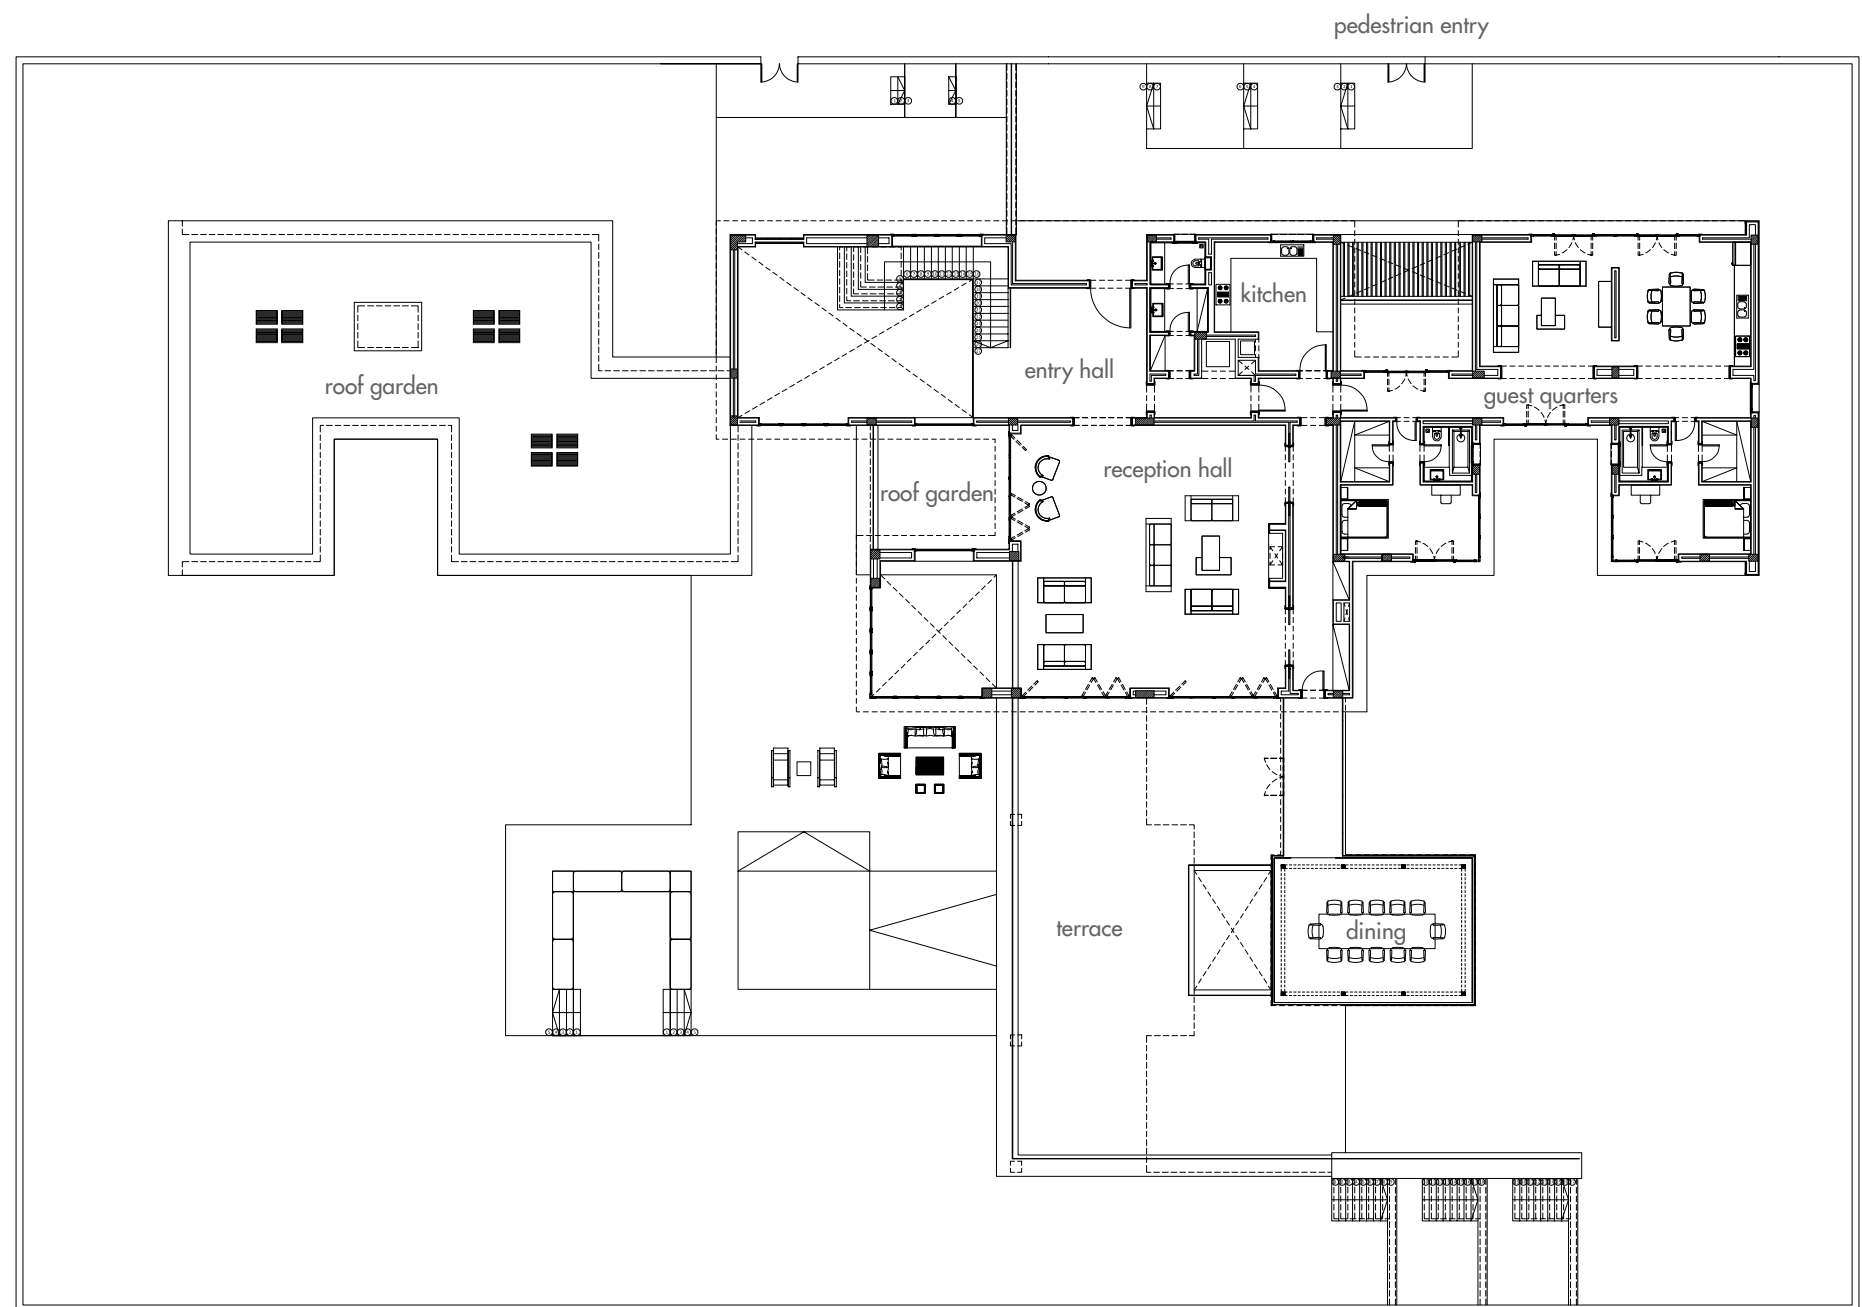 pedestrian entry
kitchen
entry hall
roof garden
guest quarters
reception hall
roof garden
terrace
dining